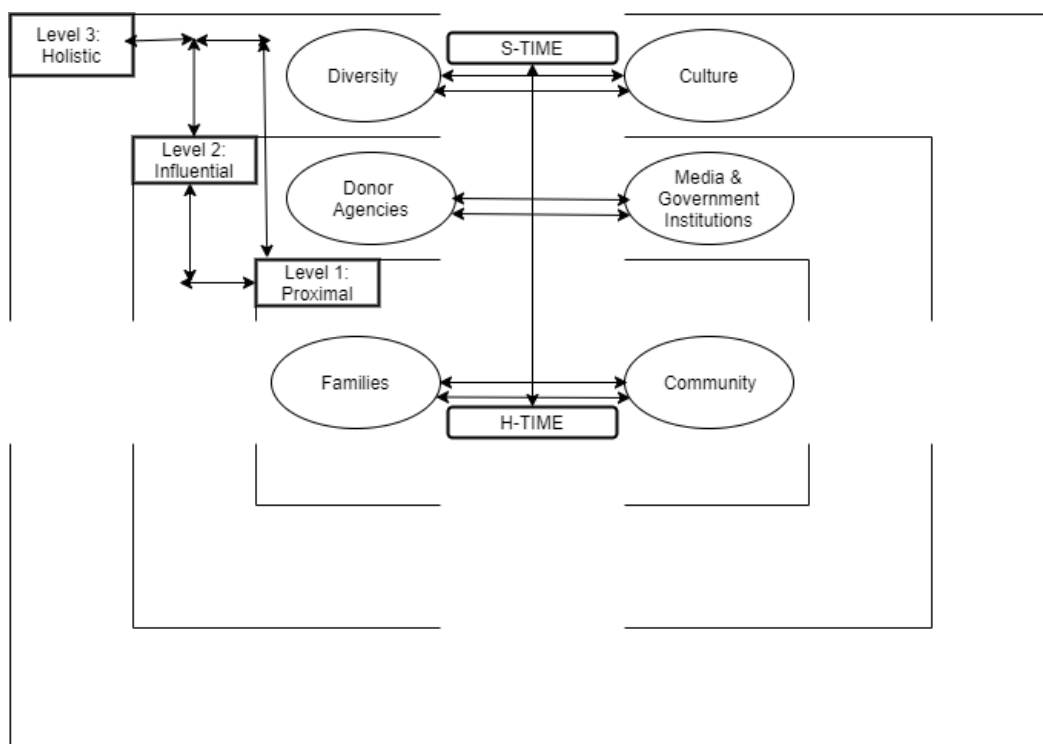 Level 3:
Holistic
S-TIME
Diversity
Culture
Level 2:
Influential
Donor
Agencies
Media &
Government
Institutions
Level 1:
Proximal
Families
Community
H-TIME